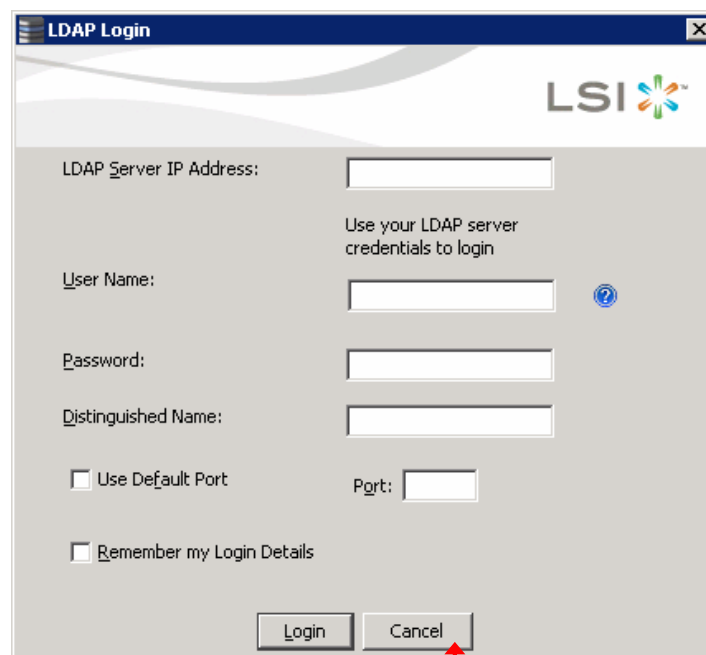 LDAP Login
LSI™
LDAP Server IP Address:
Use your LDAP server
credentials to login
User Name:
Password:
Distinguished Name:
Use Default Port
Port:
Remember my Login Details
Login
Cancel